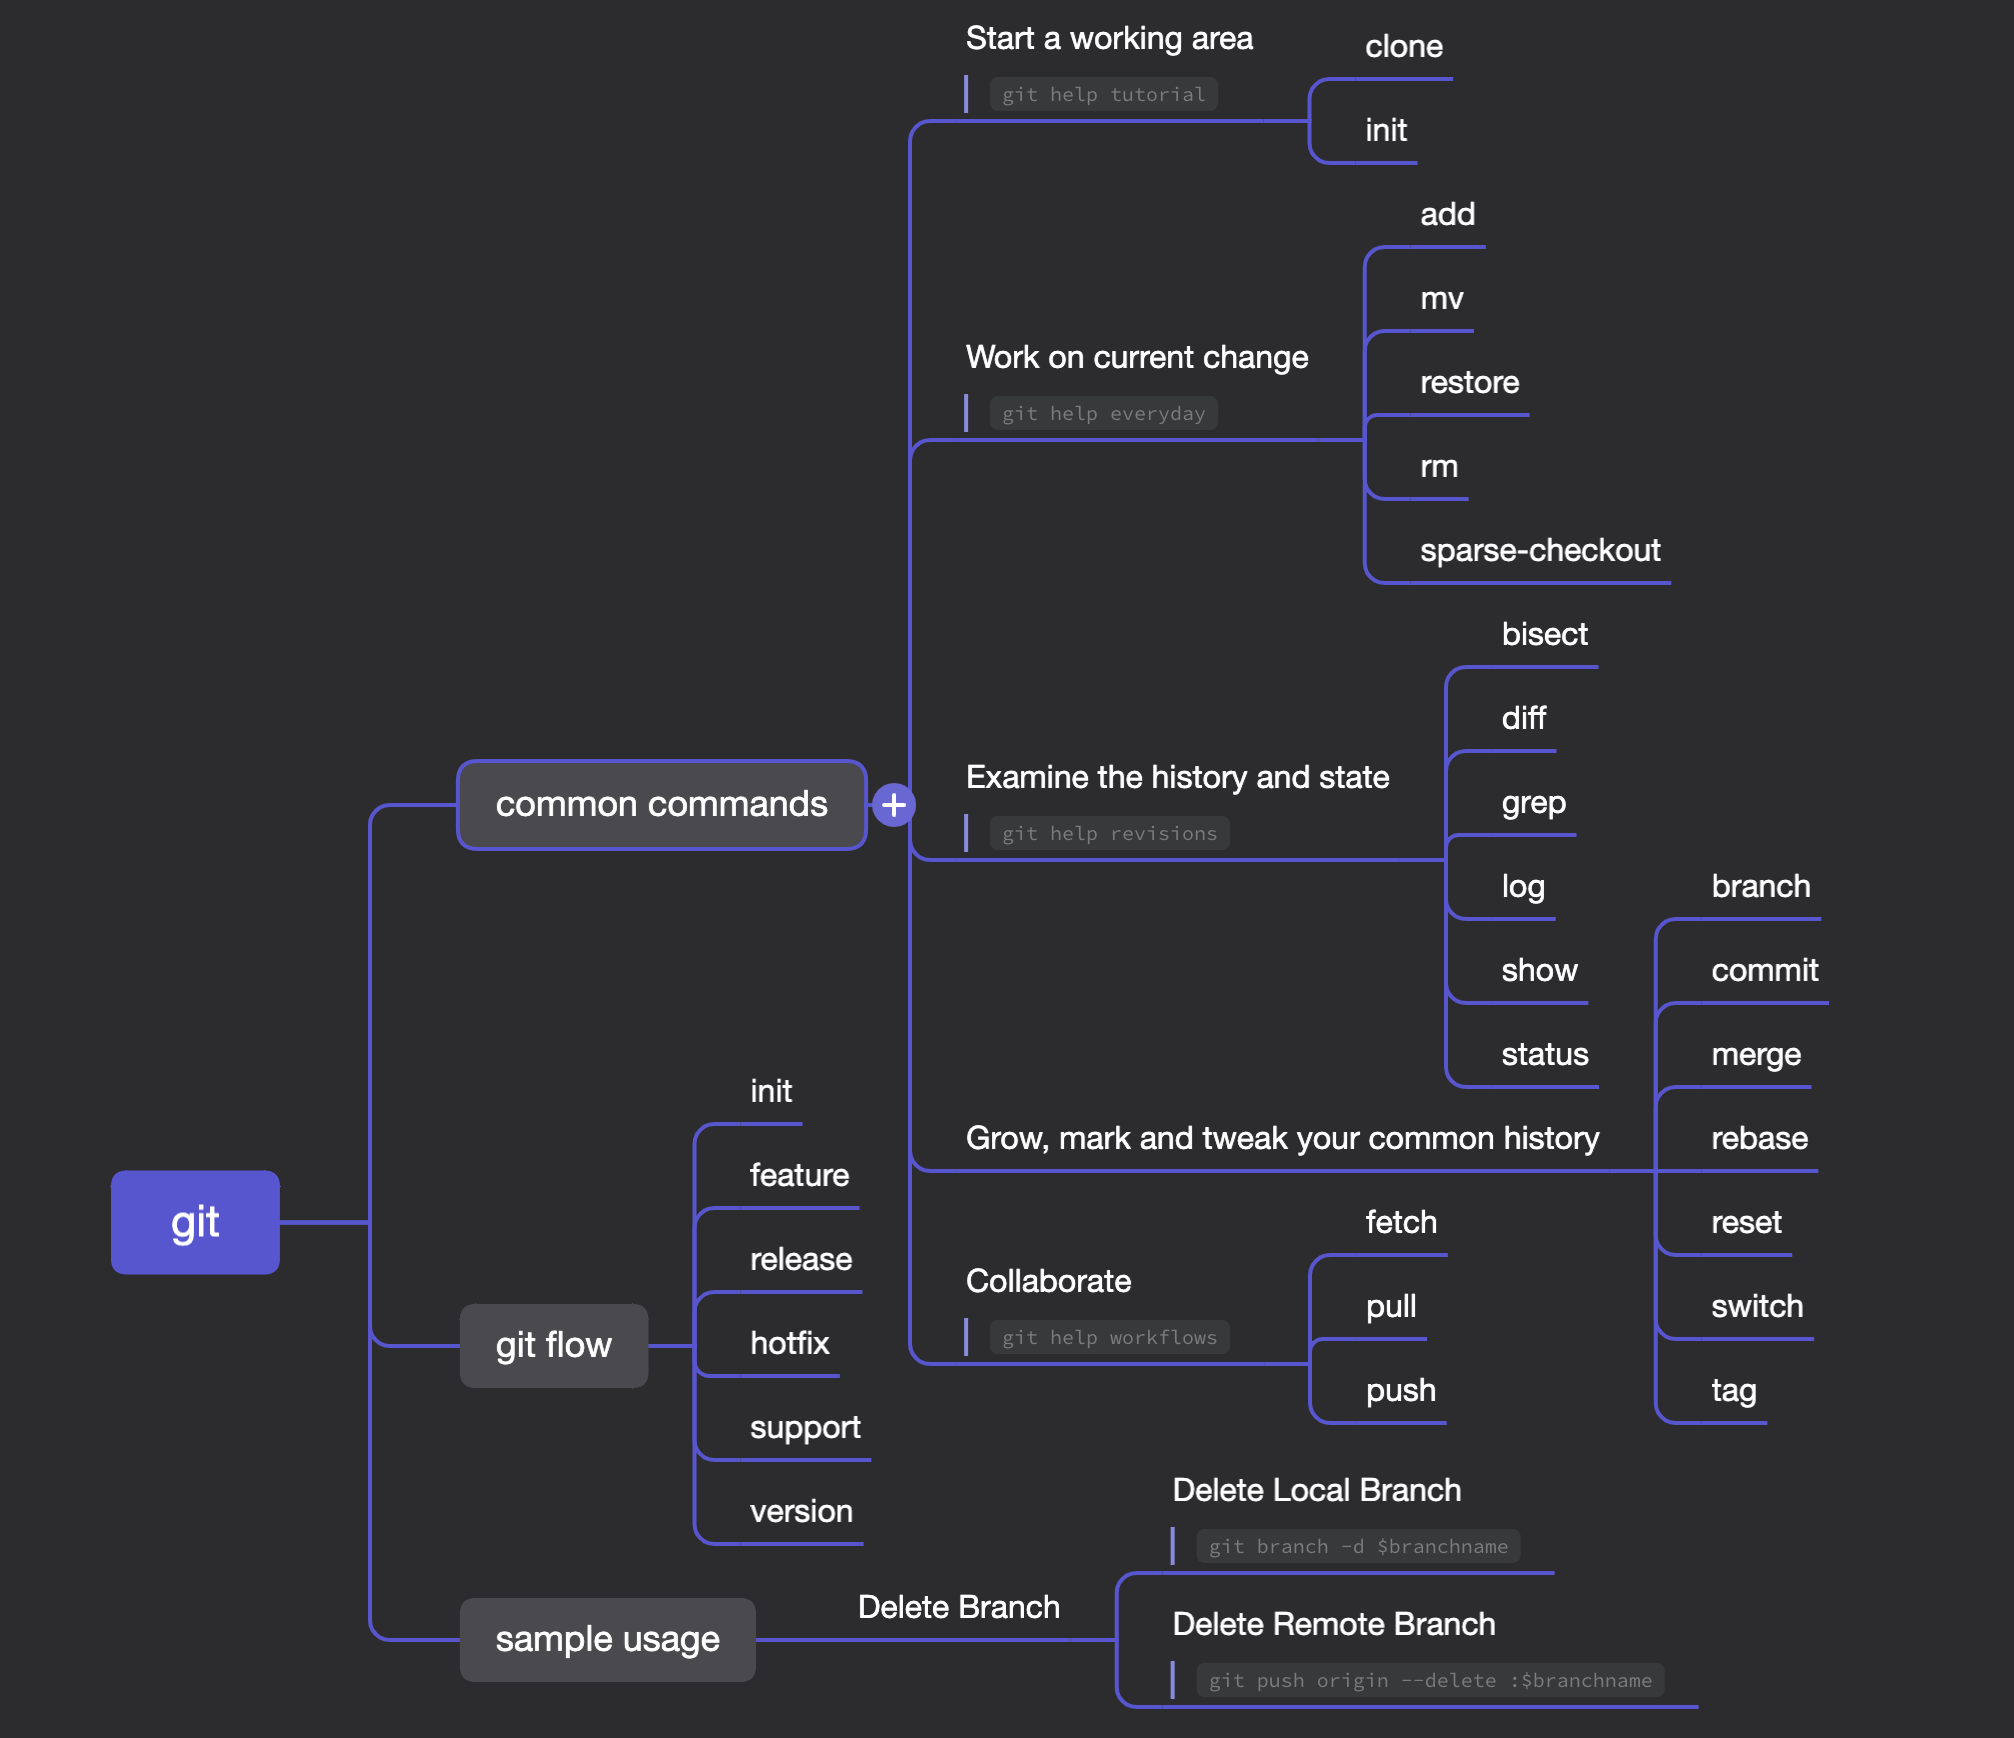 git
common commands
Start a working area
git help tutorial
clone
init
Work on current change
git help everyday
add
mv
restore
rm
sparse-checkout
Examine the history and state
git help revisions
bisect
diff
grep
log
show
status
Grow, mark and tweak your common history
branch
commit
merge
rebase
reset
switch
tag
Collaborate
git help workflows
fetch
pull
push
git flow
init
feature
release
hotfix
support
version
sample usage
Delete Branch
Delete Local Branch
git branch -d $branchname
Delete Remote Branch
git push origin --delete :$branchname